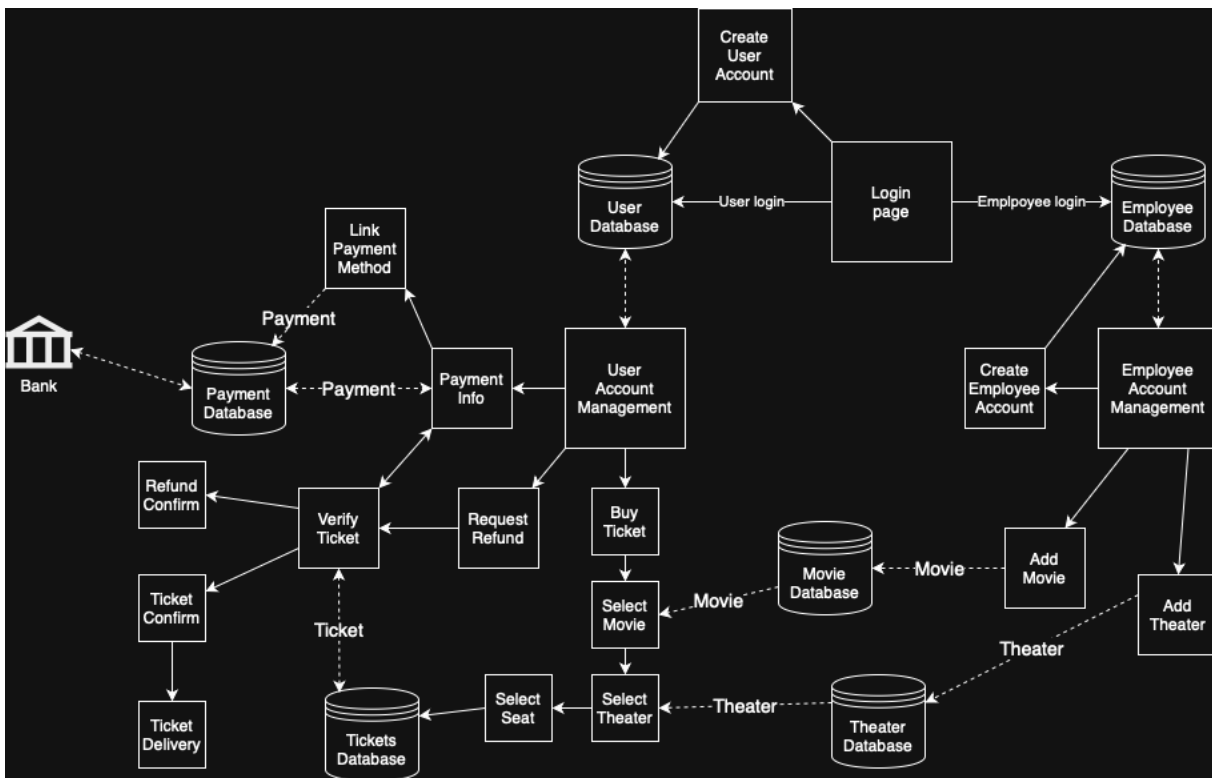 Create
User
Account
Login
page
User login
Emplpoyee login
User
Database
Employee
Database
Link
Payment
Method
Payment
Bank
Payment
Database
Payment
Payment
Info
User
Account
Management
Create
Employee
Account
Employee
Account
Management
Refund
Confirm
Verify
Ticket
Request
Refund
Buy
Ticket
Movie
Database
Movie
Add
Movie
Ticket
Confirm
Ticket
Select
Movie
Movie
Add
Theater
Theater
Ticket
Delivery
Tickets
Database
Select
Seat
Select
Theater
Theater
Theater
Database